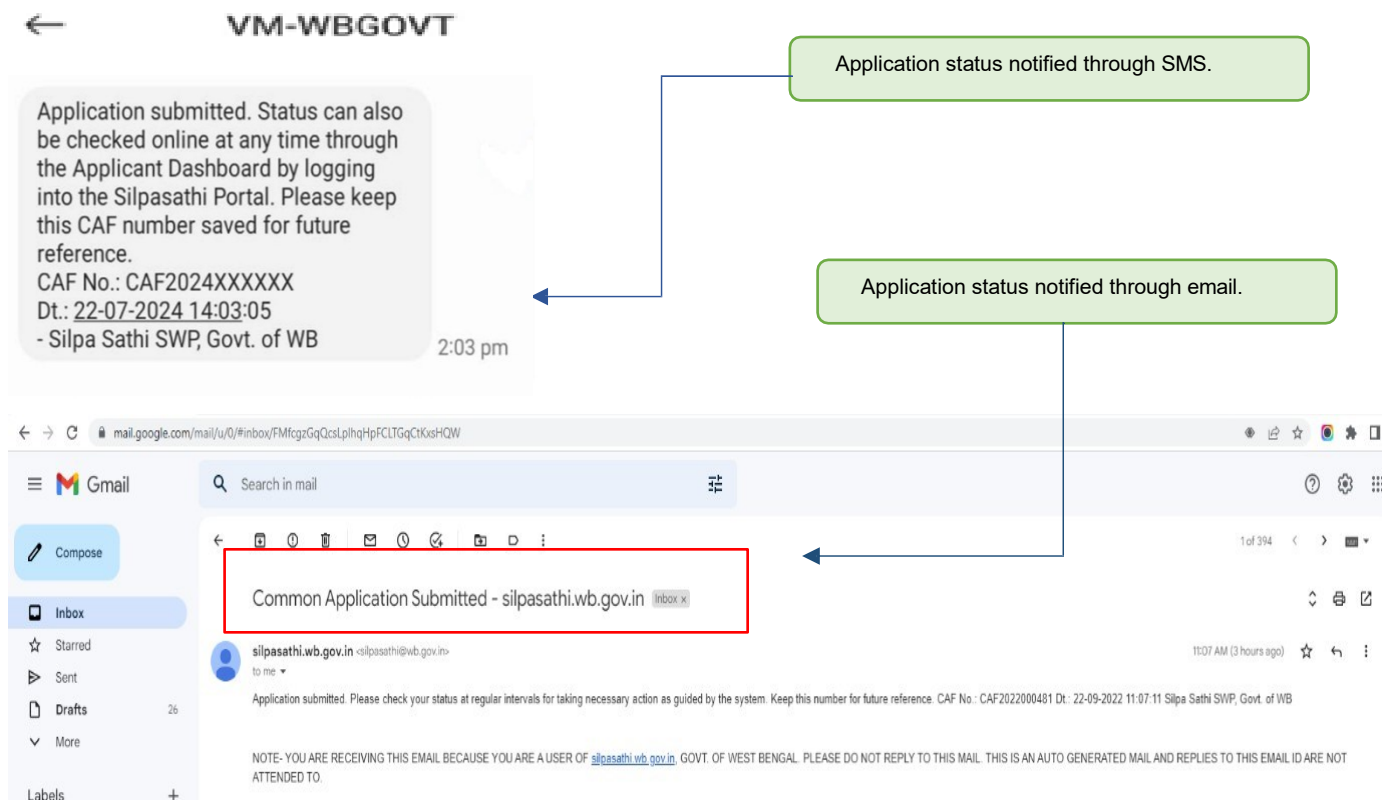 VM-WBGOVT
Application status notified through SMS.
Application submitted. Status can also
be checked online at any time through
the Applicant Dashboard by logging
into the Silpasathi Portal. Please keep
this CAF number saved for future
reference.
CAF No.: CAF2024XXXXXX
Dt.: 22-07-2024 14:03:05
- Silpa Sathi SWP, Govt. of WB
2:03 pm
Application status notified through email.
mail.google.com/mail/u/0/#inbox/FMfcgzGqQcsLplhqHpFCLTGqCtKxsHQW
Gmail
Search in mail
Compose
1 of 394
Common Application Submitted - silpasathi.wb.gov.in Inbox x
Inbox
Starred
Sent
Drafts 26
More
Labels +
silpasathi.wb.gov.in <silpasathi@wb.gov.in>
11:07 AM (3 hours ago)
to me
Application submitted. Please check your status at regular intervals for taking necessary action as guided by the system. Keep this number for future reference. CAF No.: CAF2022000481 Dt.: 22-09-2022 11:07:11 Silpa Sathi SWP, Govt. of WB
NOTE- YOU ARE RECEIVING THIS EMAIL BECAUSE YOU ARE A USER OF silpasathi.wb.gov.in, GOVT. OF WEST BENGAL. PLEASE DO NOT REPLY TO THIS MAIL. THIS IS AN AUTO GENERATED MAIL AND REPLIES TO THIS EMAIL ID ARE NOT
ATTENDED TO.